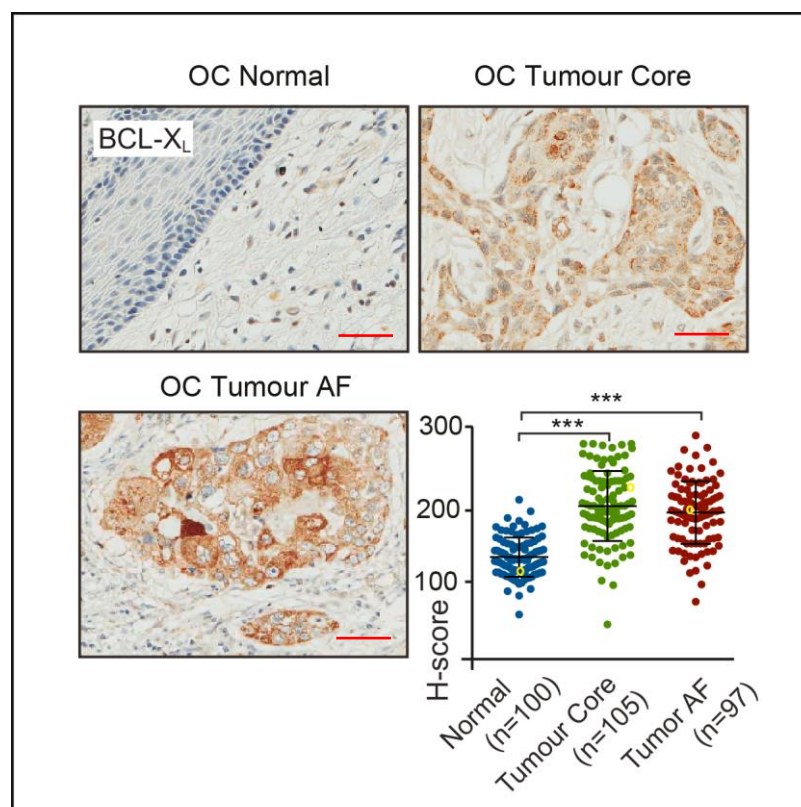 OC Normal
OC Tumour Core
BCL-XL
OC Tumour AF
***
***
300
200
100
H-score
Normal
(n=100)
Tumour Core
(n=105)
Tumor AF
(n=97)